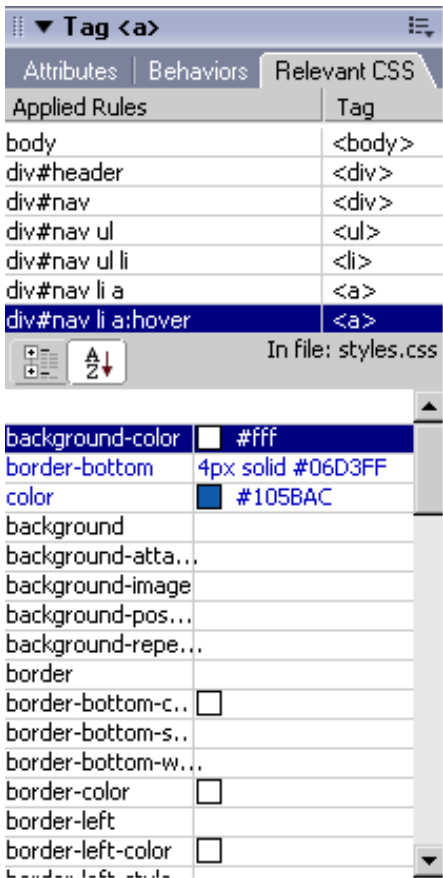 Tag <a>
Attributes Behaviors Relevant CSS
Applied Rules Tag
body <body>
div#header <div>
div#nav <div>
div#nav ul <ul>
div#nav ul li <li>
div#nav li a <a>
div#nav li a:hover <a>
A Z In file: styles.css
background-color #fff
border-bottom 4px solid #06D3FF
color #105BAC
background
background-atta...
background-image
background-pos...
background-repe...
border
border-bottom-c..
border-bottom-s..
border-bottom-w...
border-color
border-left
border-left-color
border-left-style